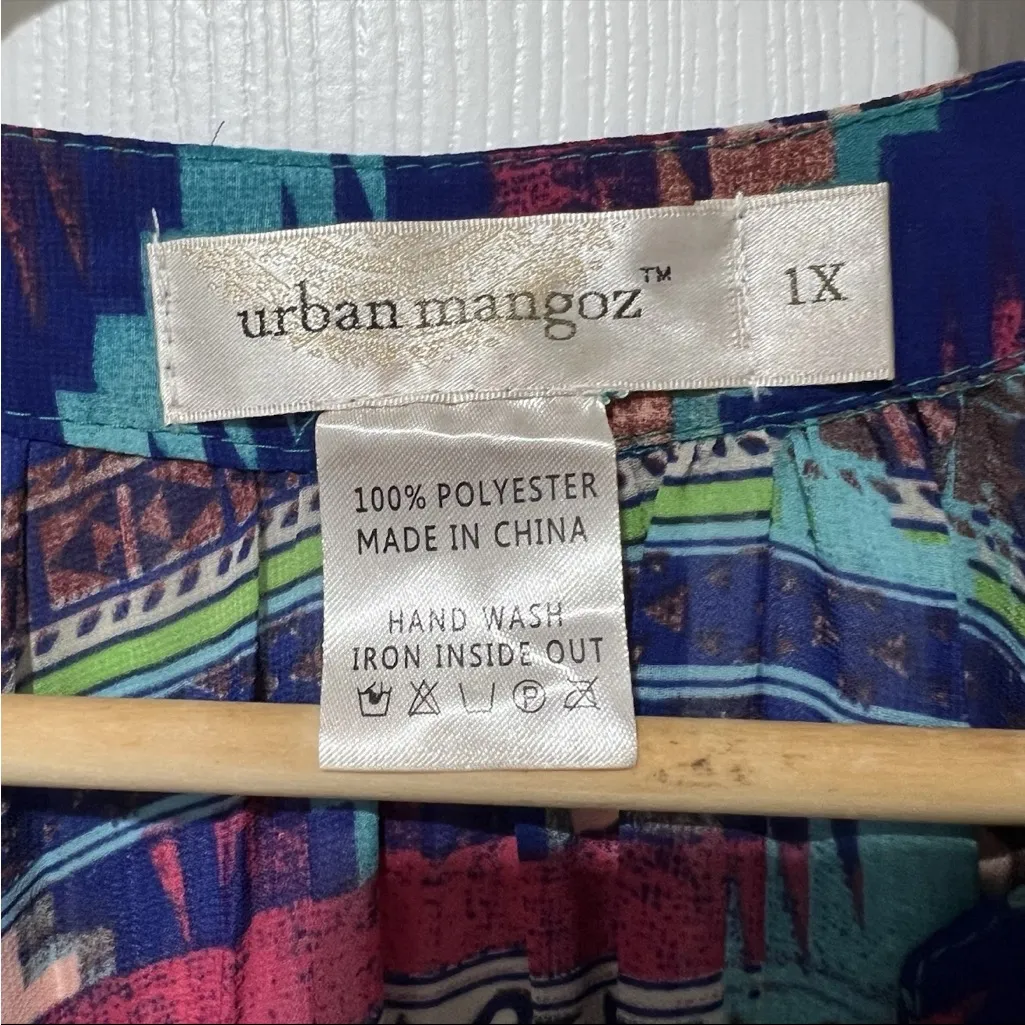 urban mangoz™
1X
100% POLYESTER
MADE IN CHINA
HAND WASH
IRON INSIDE OUT
P